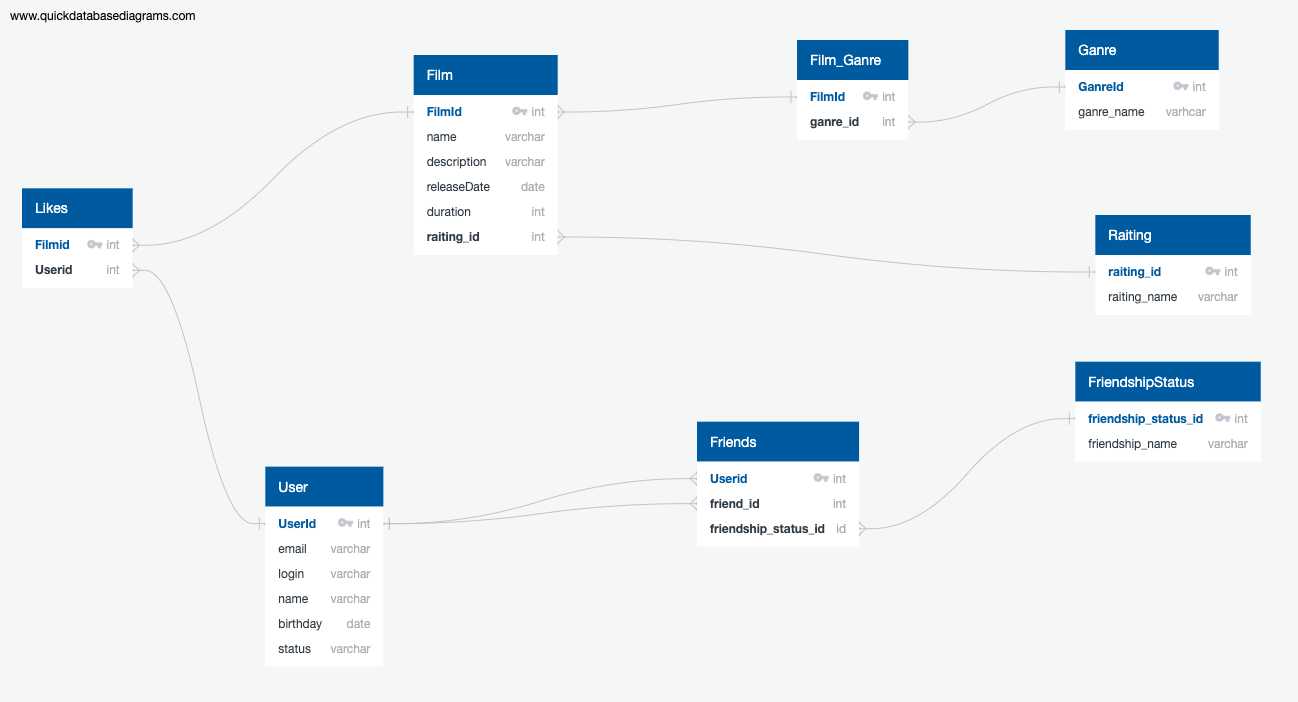 www.quickdatabasediagrams.com
Film
FilmId int
name varchar
description varchar
releaseDate date
duration int
raiting_id int
Film_Ganre
FilmId int
ganre_id int
Ganre
GanreId int
ganre_name varhcar
Likes
Filmid int
Userid int
Raiting
raiting_id int
raiting_name varchar
FriendshipStatus
friendship_status_id int
friendship_name varchar
Friends
Userid int
friend_id int
friendship_status_id id
User
UserId int
email varchar
login varchar
name varchar
birthday date
status varchar